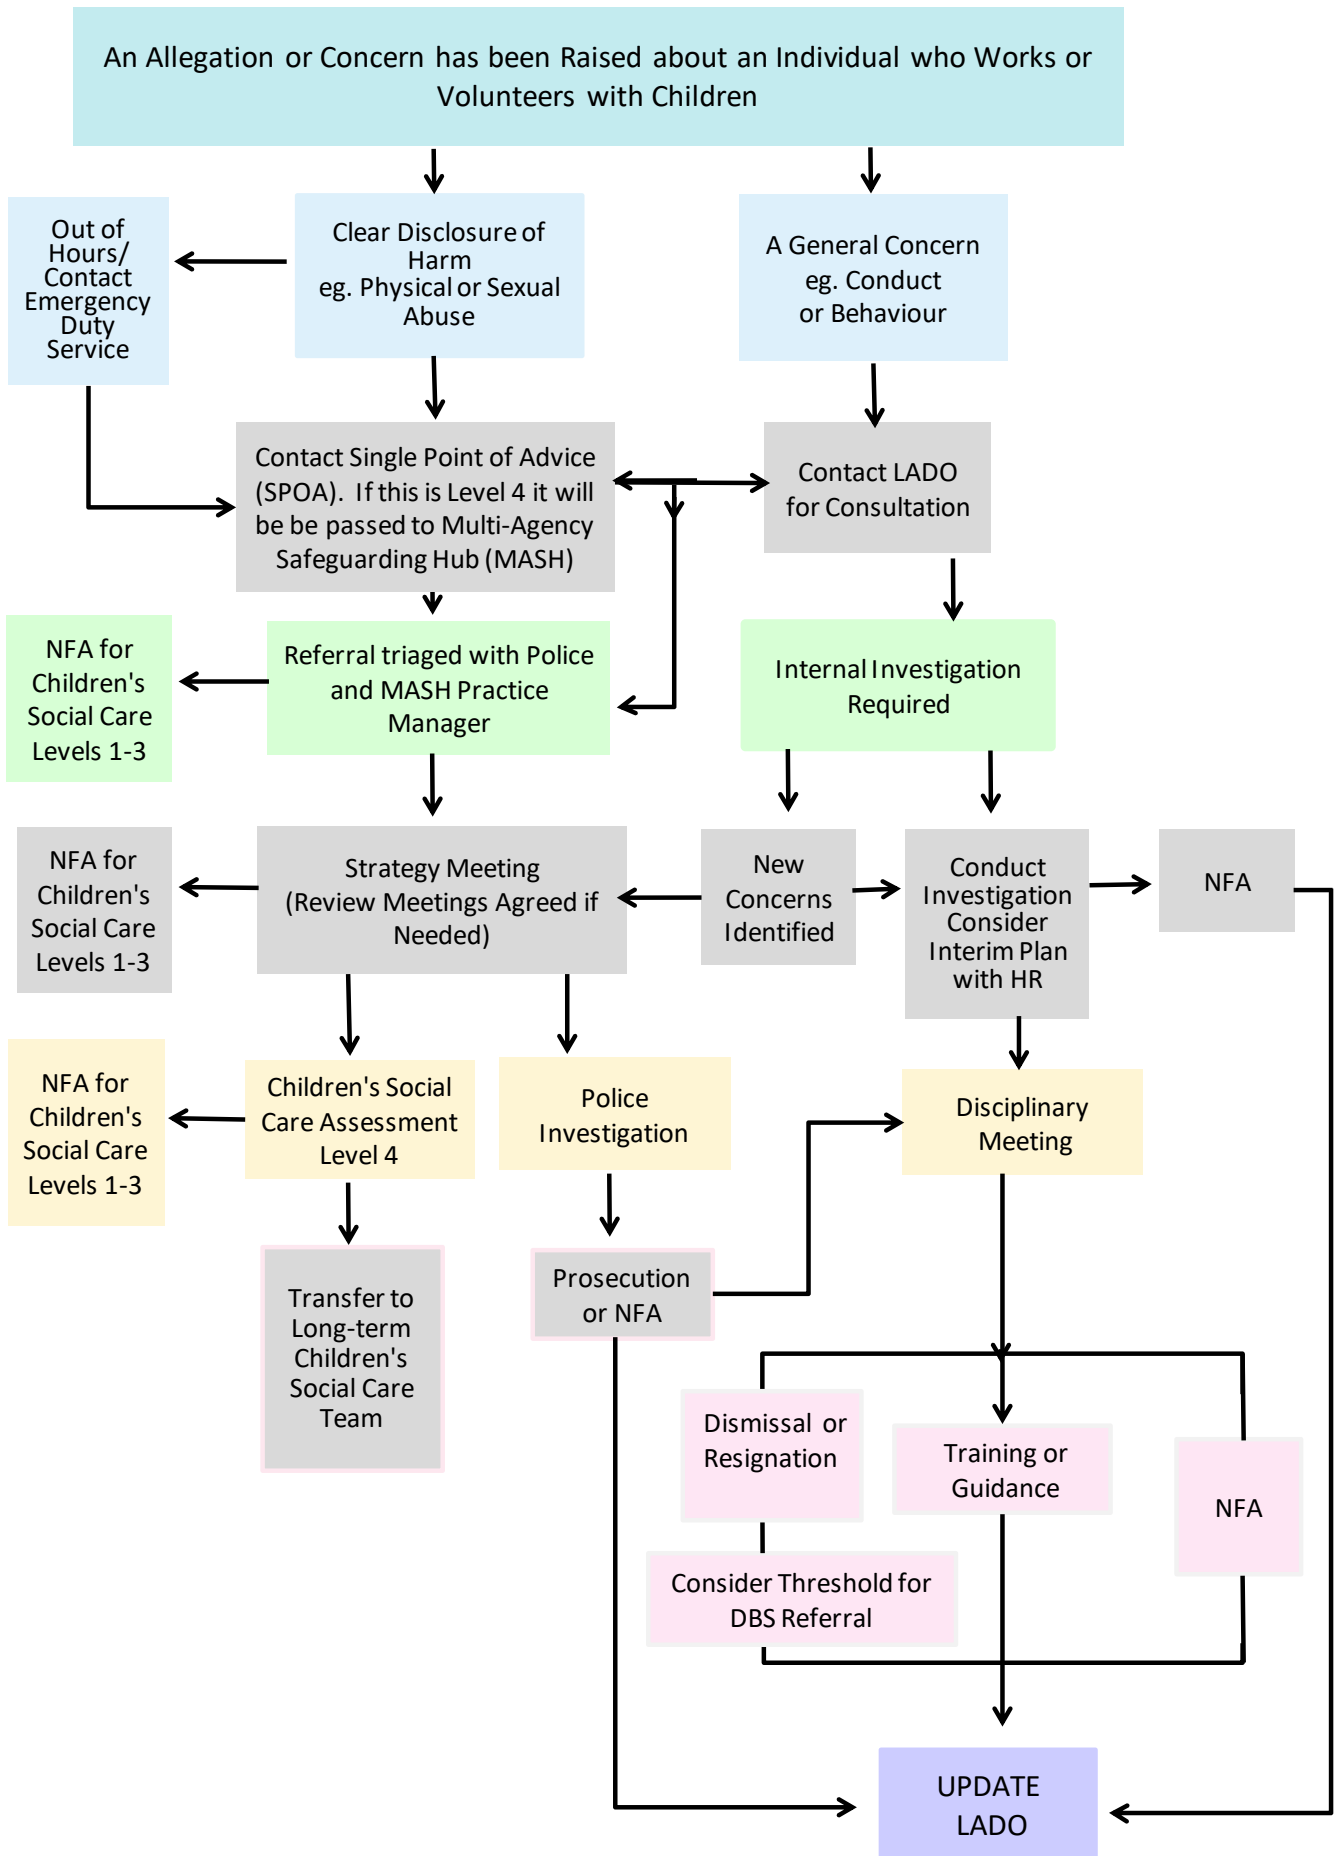 An Allegation or Concern has been Raised about an Individual who Works or
Volunteers with Children
Out of
Hours/
Contact
Emergency
Duty
Service
Clear Disclosure of
Harm
eg. Physical or Sexual
Abuse
A General Concern
eg. Conduct
or Behaviour
Contact Single Point of Advice
(SPOA). If this is Level 4 it will
be be passed to Multi-Agency
Safeguarding Hub (MASH)
Contact LADO
for Consultation
NFA for
Children's
Social Care
Levels 1-3
Referral triaged with Police
and MASH Practice
Manager
Internal Investigation
Required
NFA for
Children's
Social Care
Levels 1-3
Strategy Meeting
(Review Meetings Agreed if
Needed)
New
Concerns
Identified
Conduct
Investigation
Consider
Interim Plan
with HR
NFA
NFA for
Children's
Social Care
Levels 1-3
Children's Social
Care Assessment
Level 4
Police
Investigation
Disciplinary
Meeting
Transfer to
Long-term
Children's
Social Care
Team
Prosecution
or NFA
Dismissal or
Resignation
Training or
Guidance
NFA
Consider Threshold for
DBS Referral
UPDATE
LADO